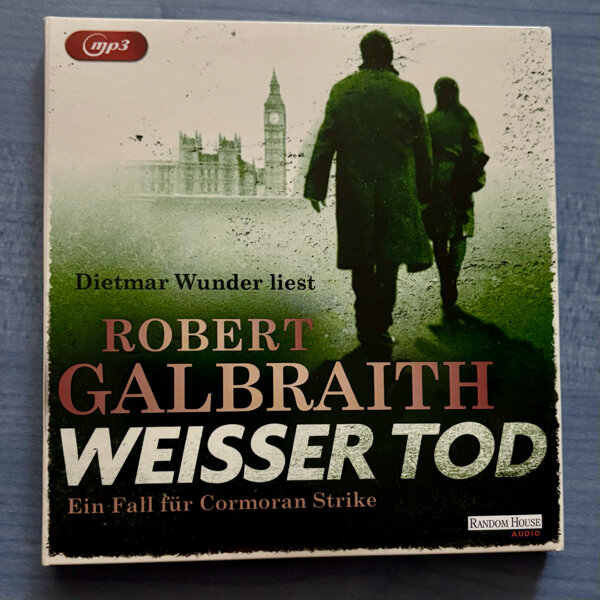 mp3
Dietmar Wunder liest
ROBERT
GALBRAITH
WEISSER TOD
Ein Fall für Cormoran Strike
RANDOM HOUSE
AUDIO